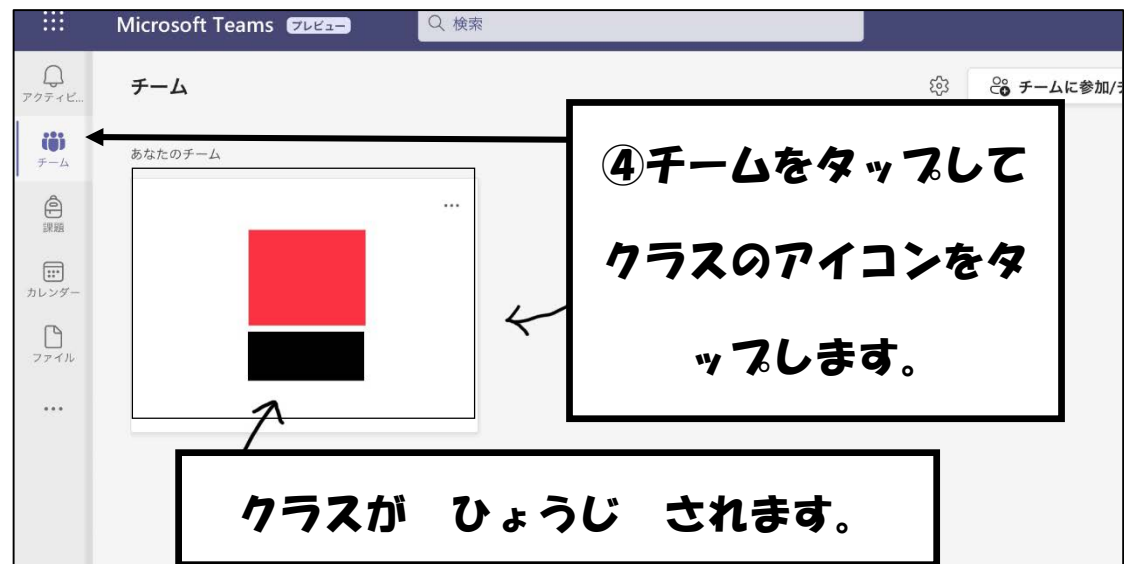 Microsoft Teams プレビュー
検索
アクティビ...
チーム
課題
カレンダー
ファイル
...
チーム
チームに参加/
あなたのチーム
...
④チームをタップして
クラスのアイコンをタ
ップします。
クラスが ひょうじ されます。